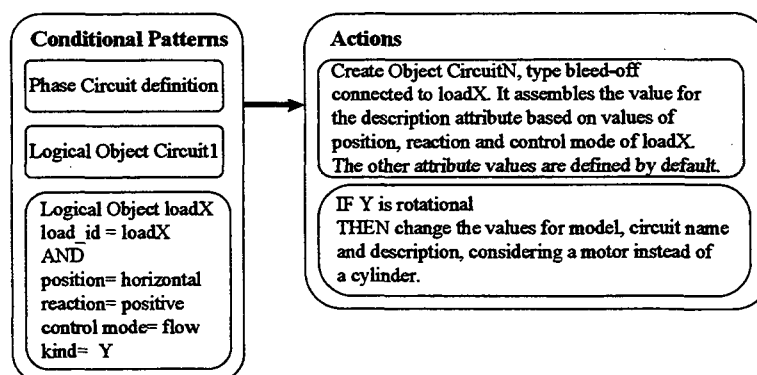 Conditional Patterns
Phase Circuit definition
Logical Object Circuit1
Logical Object loadX
load_id = loadX
AND
position= horizontal
reaction= positive
control mode= flow
kind= Y
Actions
Create Object CircuitN, type bleed-off
connected to loadX. It assembles the value for
the description attribute based on values of
position, reaction and control mode of loadX.
The other attribute values are defined by default.
IF Y is rotational
THEN change the values for model, circuit name
and description, considering a motor instead of
a cylinder.